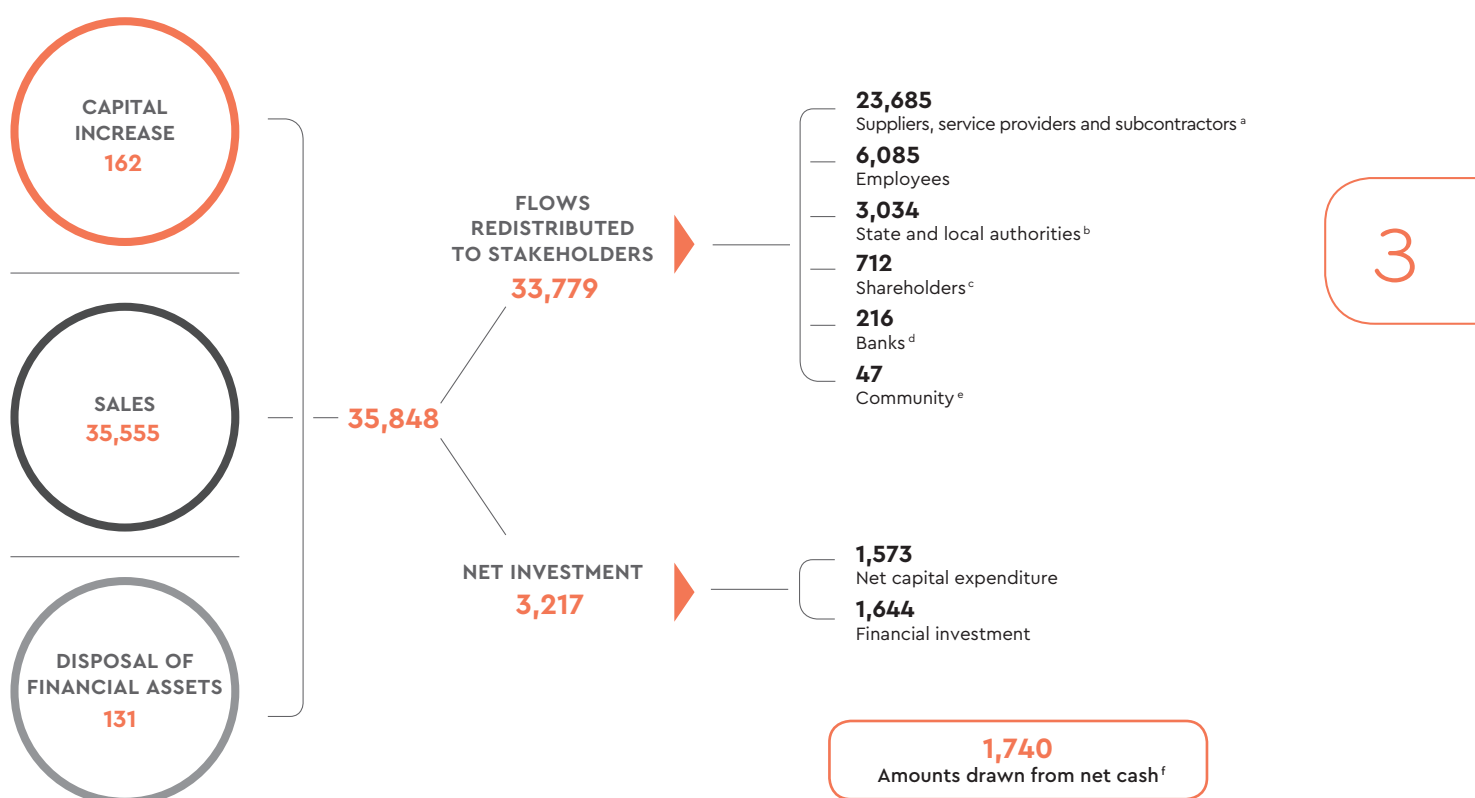 CAPITAL
INCREASE
162
SALES
35,555
DISPOSAL OF
FINANCIAL ASSETS
131
35,848
FLOWS
REDISTRIBUTED
TO STAKEHOLDERS
33,779
23,685
Suppliers, service providers and subcontractors a
6,085
Employees
3,034
State and local authorities b
712
Shareholders c
216
Banks d
47
Community e
NET INVESTMENT
3,217
1,573
Net capital expenditure
1,644
Financial investment
1,740
Amounts drawn from net cash f
3